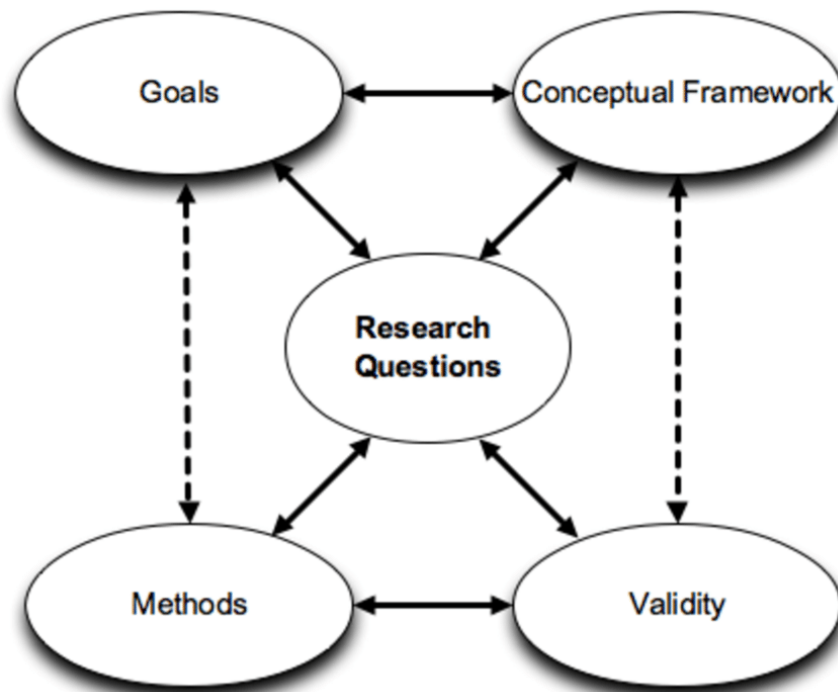 Goals
Conceptual Framework
Research
Questions
Methods
Validity